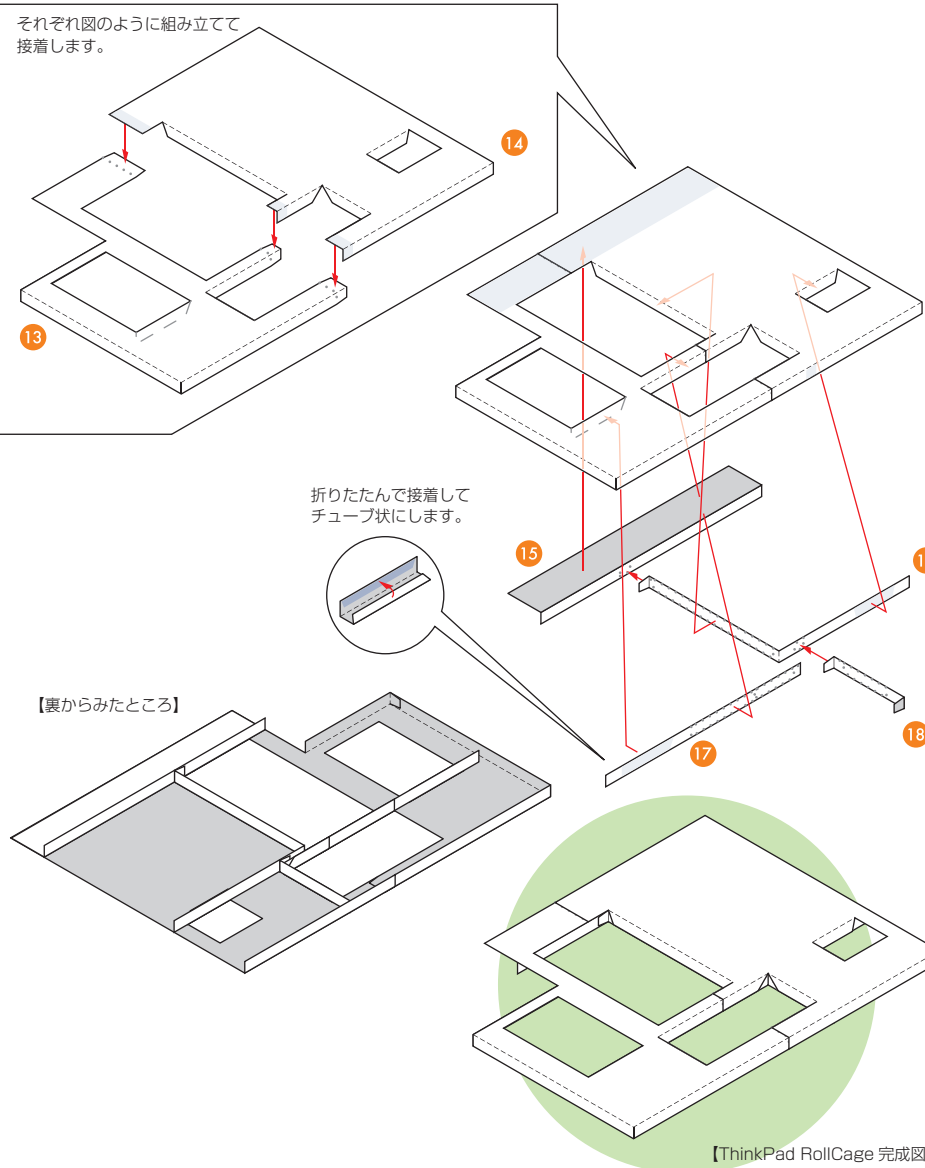 それぞれ図のように組み立てて
接着します。
14
13
折りたたんで接着して
チューブ状にします。
15
1
【裏からみたところ】
17
18
【ThinkPad RollCage 完成図